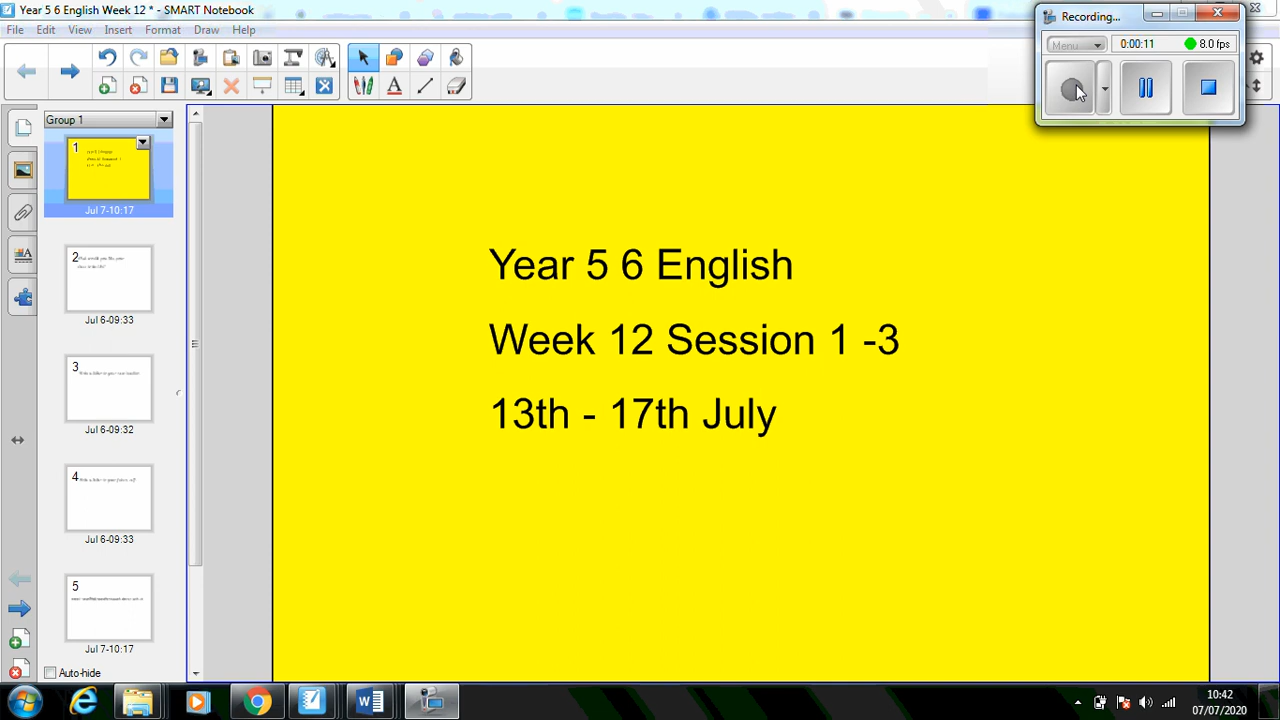 Year 5 6 English Week 12 * - SMART Notebook
File Edit View Insert Format Draw Help
Recording...
Menu 0:00:11 8.0 fps
Group 1
1
Jul 7-10:17
2
Jul 6-09:33
3
Jul 6-09:32
4
Jul 6-09:33
5
Jul 7-10:17
Auto-hide
Year 5 6 English
Week 12 Session 1 -3
13th - 17th July
10:42
07/07/2020